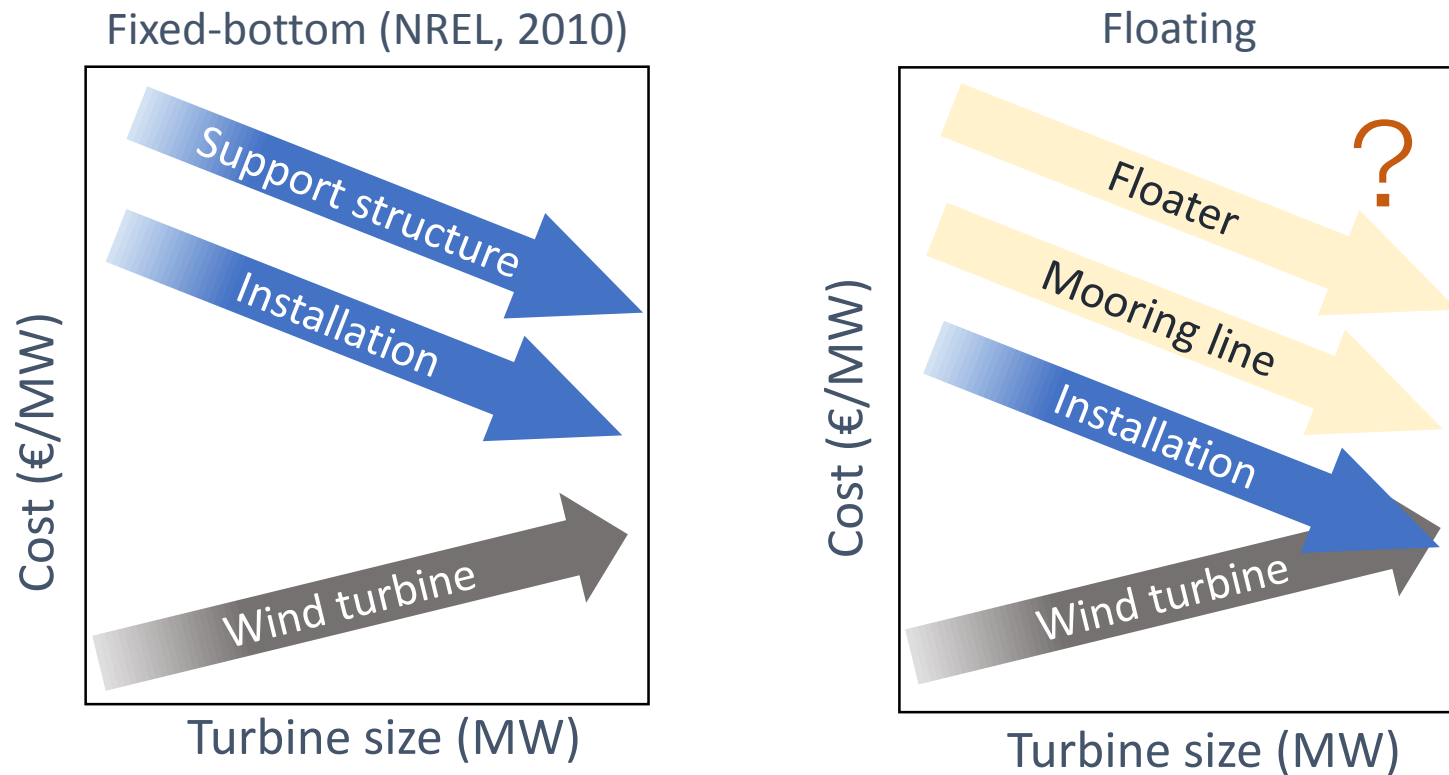 Fixed-bottom (NREL, 2010)
Support structure
Installation
Wind turbine
Cost (€/MW)
Turbine size (MW)
Floating
?
Floater
Mooring line
Installation
Wind turbine
Cost (€/MW)
Turbine size (MW)